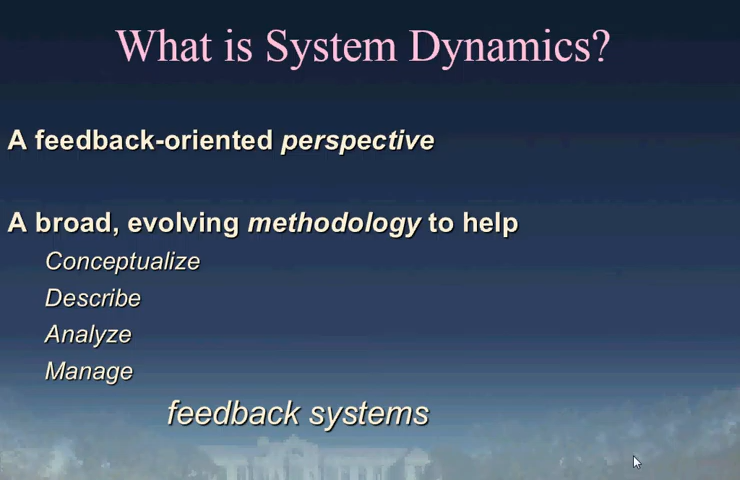 What is System Dynamics?
A feedback-oriented perspective
A broad, evolving methodology to help
Conceptualize
Describe
Analyze
Manage
feedback systems